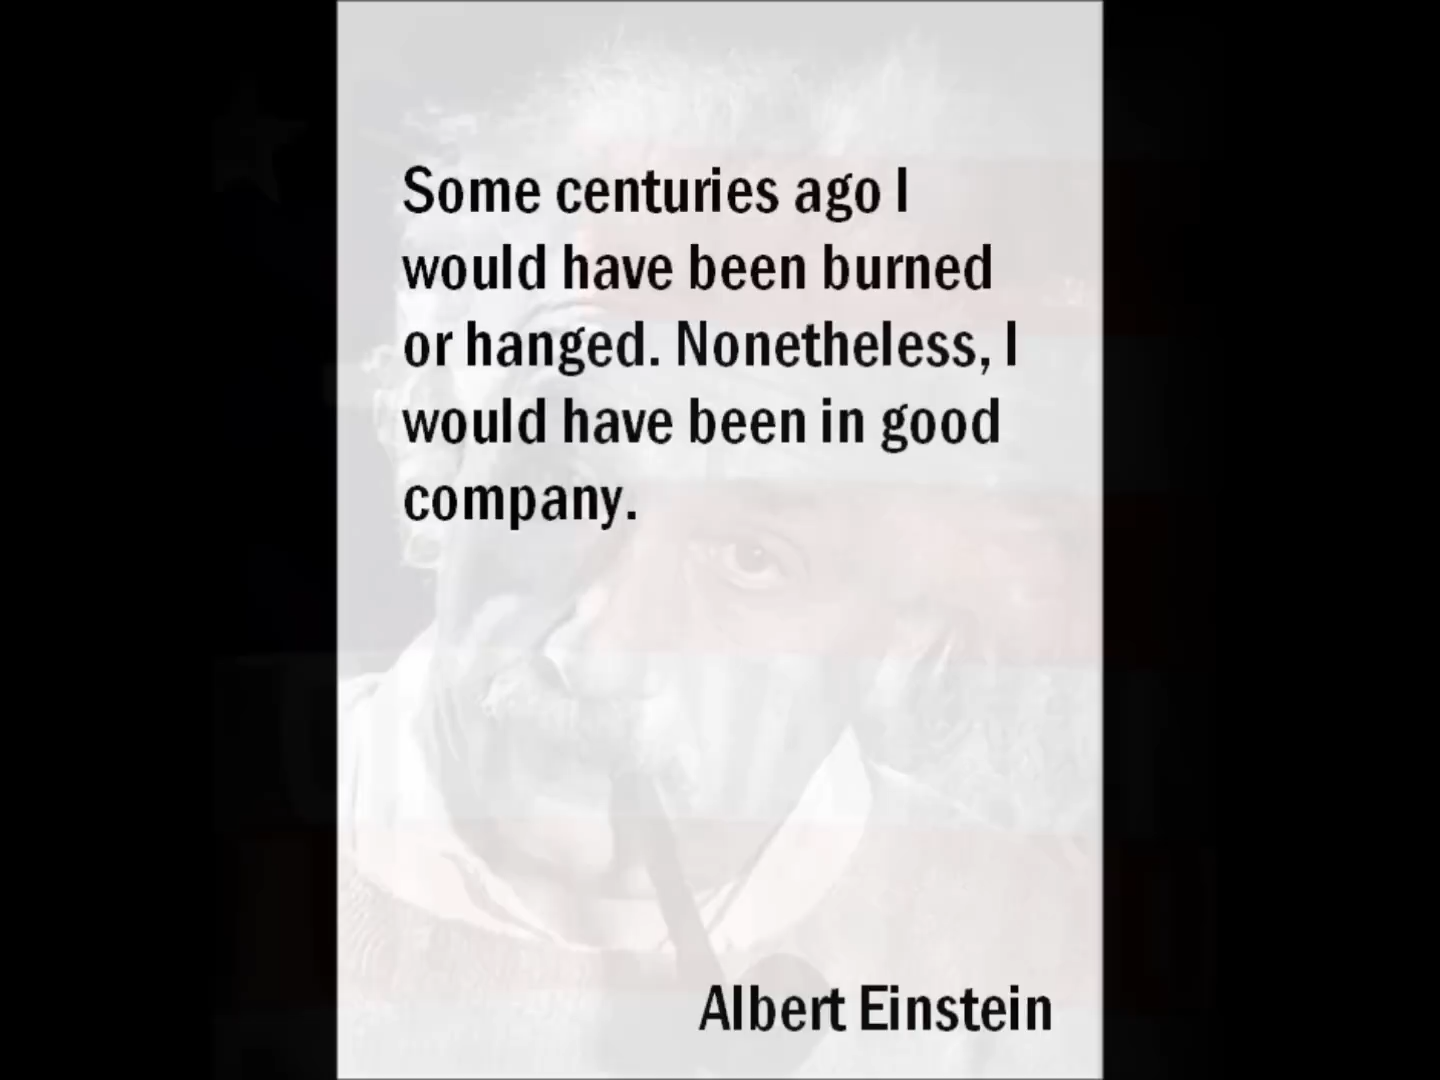 Some centuries ago I
would have been burned
or hanged. Nonetheless, I
would have been in good
company.
Albert Einstein